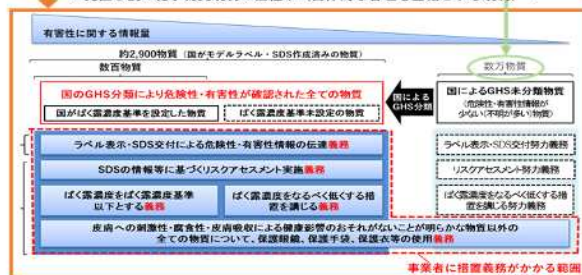 有害性に関する情報量
約2,900物質（国がモデルラベル・SDS作成済みの物質）
数百物質
数万物質
国のGHS分類により危険性・有害性が確認された全ての物質
国がばく露濃度基準を設定した物質
ばく露濃度基準未設定の物質
国による
GHS分類
国によるGHS未分類物質
（危険性・有害性情報が
少ない（不明が多い）物質）
ラベル表示・SDS交付による危険性・有害性情報の伝達義務
ラベル表示・SDS交付努力義務
SDSの情報等に基づくリスクアセスメント実施義務
リスクアセスメント努力義務
ばく露濃度をばく露濃度基準
以下とする義務
ばく露濃度をなるべく低くする措
置を講じる義務
ばく露濃度をなるべく低くする措
置を講じる努力義務
皮膚への刺激性・腐食性・皮膚吸収による健康影響のおそれがないことが明らかな物質以外の
全ての物質について、保護眼鏡、保護手袋、保護衣等の使用義務
事業者に措置義務がかかる範囲